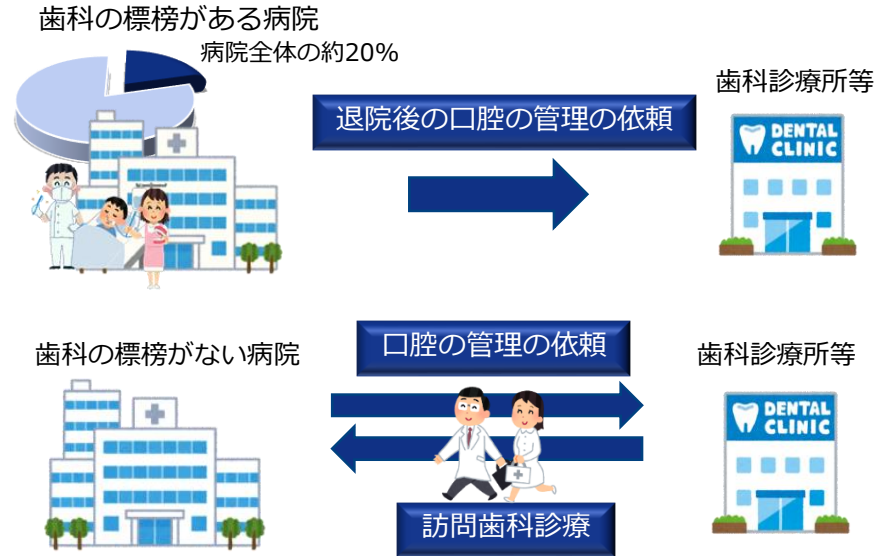 歯科の標榜がある病院
病院全体の約20%
退院後の口腔の管理の依頼
歯科診療所等
DENTAL
CLINIC
歯科の標榜がない病院
口腔の管理の依頼
歯科診療所等
DENTAL
CLINIC
訪問歯科診療